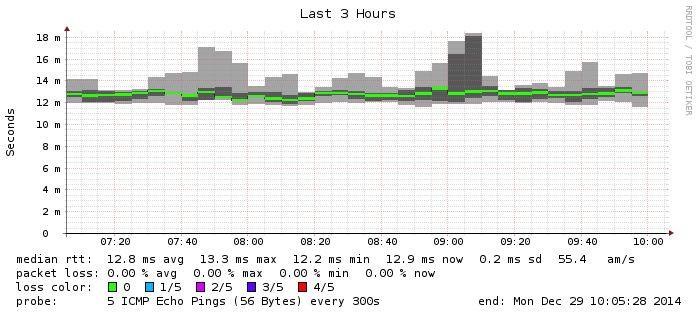 Last 3 Hours
RRDTOOL / TOBI OETIKER
Seconds
18 m
16 m
14 m
12 m
10 m
8 m
6 m
4 m
2 m
0
07:20 07:40 08:00 08:20 08:40 09:00 09:20 09:40 10:00
median rtt: 12.8 ms avg 13.3 ms max 12.2 ms min 12.9 ms now 0.2 ms sd 55.4 am/s
packet loss: 0.00 % avg 0.00 % max 0.00 % min 0.00 % now
loss color: 0 1/5 2/5 3/5 4/5
probe: 5 ICMP Echo Pings (56 Bytes) every 300s end: Mon Dec 29 10:05:28 2014